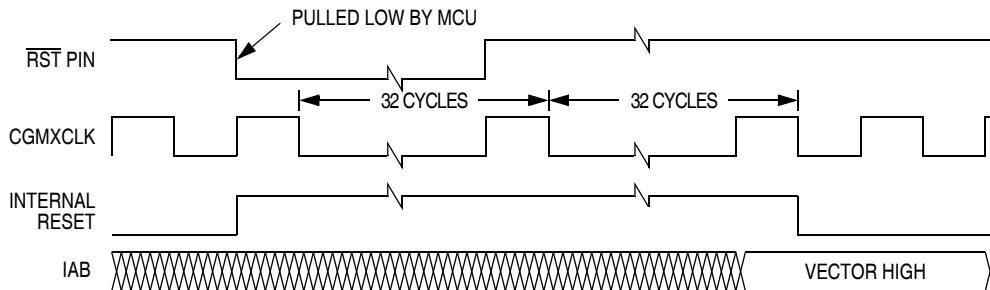 PULLED LOW BY MCU
RST PIN
32 CYCLES
32 CYCLES
CGMXCLK
INTERNAL
RESET
IAB
VECTOR HIGH